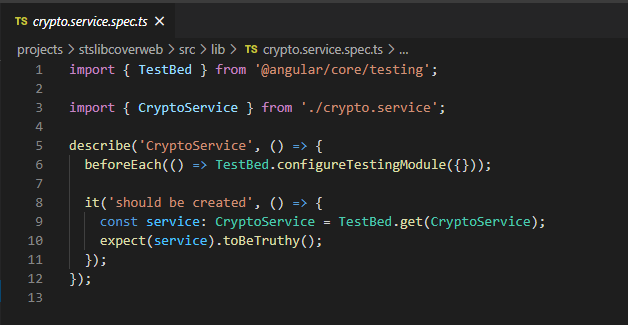 TS crypto.service.spec.ts ×
projects > stslibcoverweb > src > lib > TS crypto.service.spec.ts > ...
1 import { TestBed } from '@angular/core/testing';
2
3 import { CryptoService } from './crypto.service';
4
5 describe('CryptoService', () => {
6   beforeEach(() => TestBed.configureTestingModule({}));
7
8   it('should be created', () => {
9     const service: CryptoService = TestBed.get(CryptoService);
10     expect(service).toBeTruthy();
11   });
12 });
13